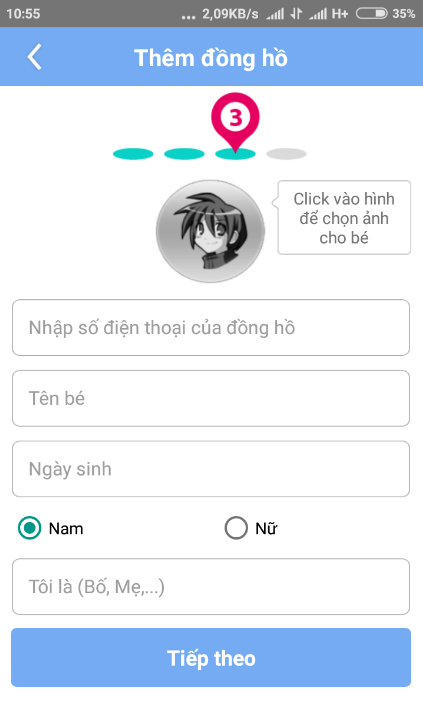 10:55 ... 2,09KB/s H+ 35%
Thêm đồng hồ
3
Click vào hình
để chọn ảnh
cho bé
Nhập số điện thoại của đồng hồ
Tên bé
Ngày sinh
Nam Nữ
Tôi là (Bố, Mẹ,...)
Tiếp theo